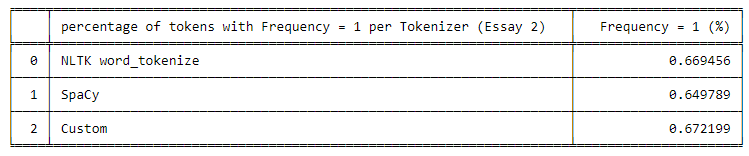 percentage of tokens with Frequency = 1 per Tokenizer (Essay 2) Frequency = 1 (%)
0 NLTK word_tokenize 0.669456
1 SpaCy 0.649789
2 Custom 0.672199